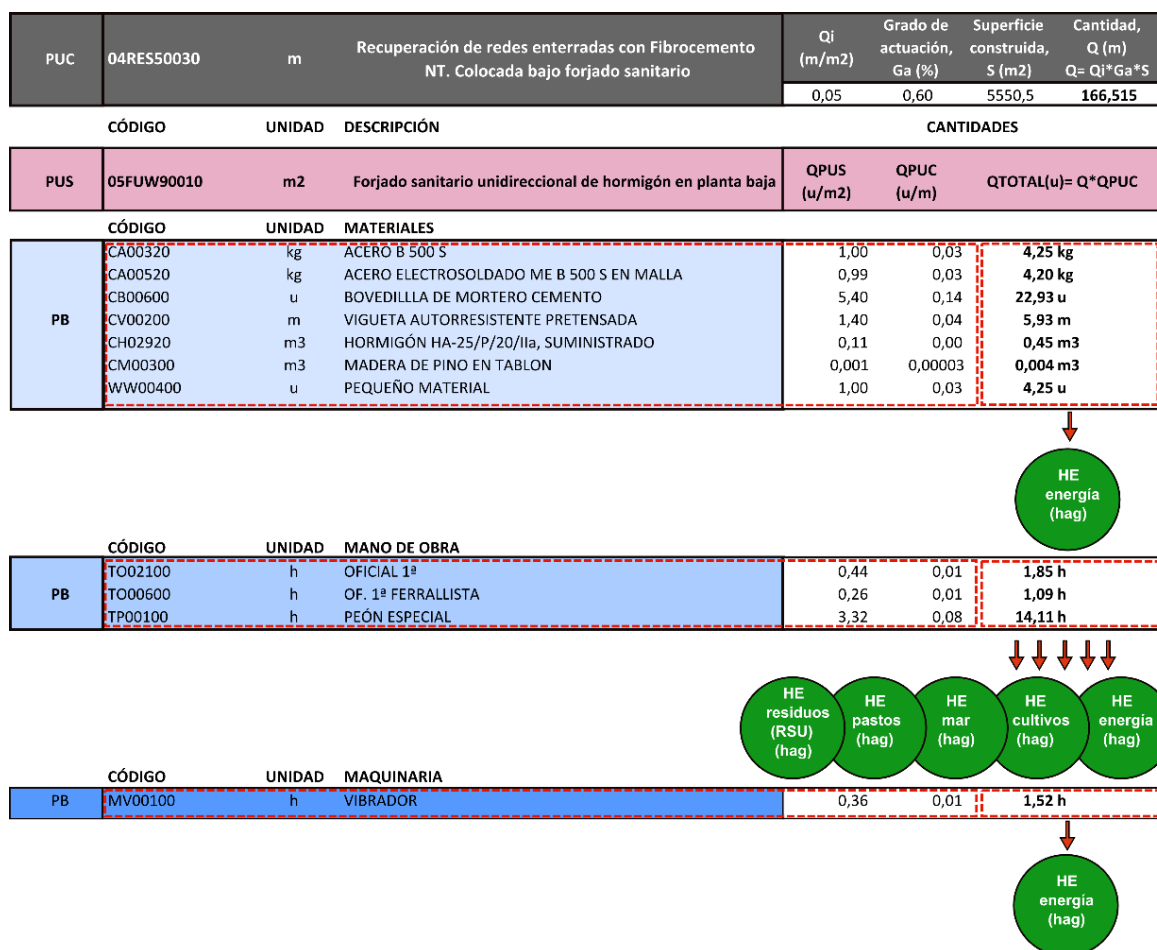 PUC 04RES50030 m Recuperación de redes enterradas con Fibrocemento NT. Colocada bajo forjado sanitario Qi (m/m2) Grado de actuación, Ga (%) Superficie construida, S (m2) Cantidad, Q (m) Q= Qi*Ga*S
0,05 0,60 5550,5 166,515
CÓDIGO UNIDAD DESCRIPCIÓN CANTIDADES
PUS 05FUW90010 m2 Forjado sanitario unidireccional de hormigón en planta baja QPUS (u/m2) QPUC (u/m) QTOTAL(u)= Q*QPUC
CÓDIGO UNIDAD MATERIALES
CA00320 kg ACERO B 500 S 1,00 0,03 4,25 kg
CA00520 kg ACERO ELECTROSOLDADO ME B 500 S EN MALLA 0,99 0,03 4,20 kg
CB00600 u BOVEDILLLA DE MORTERO CEMENTO 5,40 0,14 22,93 u
PB CV00200 m VIGUETA AUTORRESISTENTE PRETENSADA 1,40 0,04 5,93 m
CH02920 m3 HORMIGÓN HA-25/P/20/IIa, SUMINISTRADO 0,11 0,00 0,45 m3
CM00300 m3 MADERA DE PINO EN TABLON 0,001 0,00003 0,004 m3
WW00400 u PEQUEÑO MATERIAL 1,00 0,03 4,25 u
HE
energía
(hag)
CÓDIGO UNIDAD MANO DE OBRA
TO02100 h OFICIAL 1ª 0,44 0,01 1,85 h
PB TO00600 h OF. 1ª FERRALLISTA 0,26 0,01 1,09 h
TP00100 h PEÓN ESPECIAL 3,32 0,08 14,11 h
HE residuos (RSU) (hag)
HE pastos (hag)
HE mar (hag)
HE cultivos (hag)
HE energía (hag)
CÓDIGO UNIDAD MAQUINARIA
PB MV00100 h VIBRADOR 0,36 0,01 1,52 h
HE
energía
(hag)